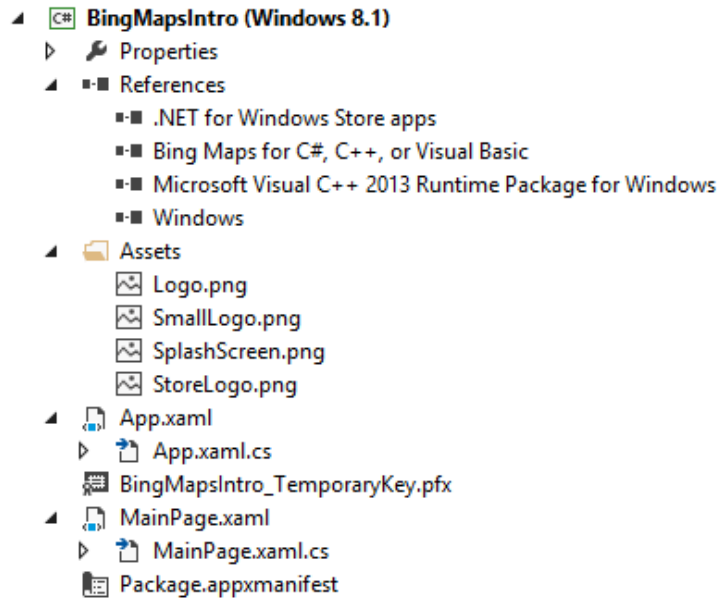 C# BingMapsIntro (Windows 8.1)
Properties
References
.NET for Windows Store apps
Bing Maps for C#, C++, or Visual Basic
Microsoft Visual C++ 2013 Runtime Package for Windows
Windows
Assets
Logo.png
SmallLogo.png
SplashScreen.png
StoreLogo.png
App.xaml
App.xaml.cs
BingMapsIntro_TemporaryKey.pfx
MainPage.xaml
MainPage.xaml.cs
Package.appxmanifest